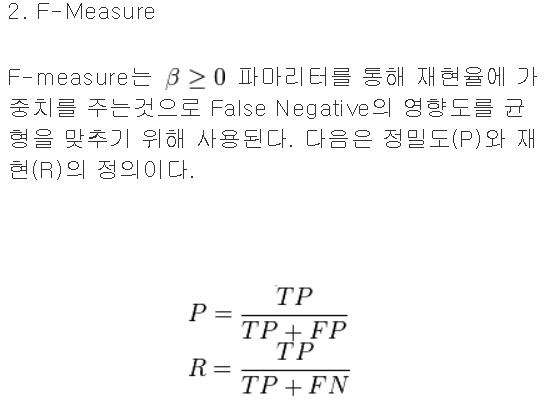 2. F-Measure
F-measure는 β ≥ 0 파마리터를 통해 재현율에 가
중치를 주는것으로 False Negative의 영향도를 균
형을 맞추기 위해 사용된다. 다음은 정밀도(P)와 재
현(R)의 정의이다.
P = TP / TP + FP
R = TP / TP + FN